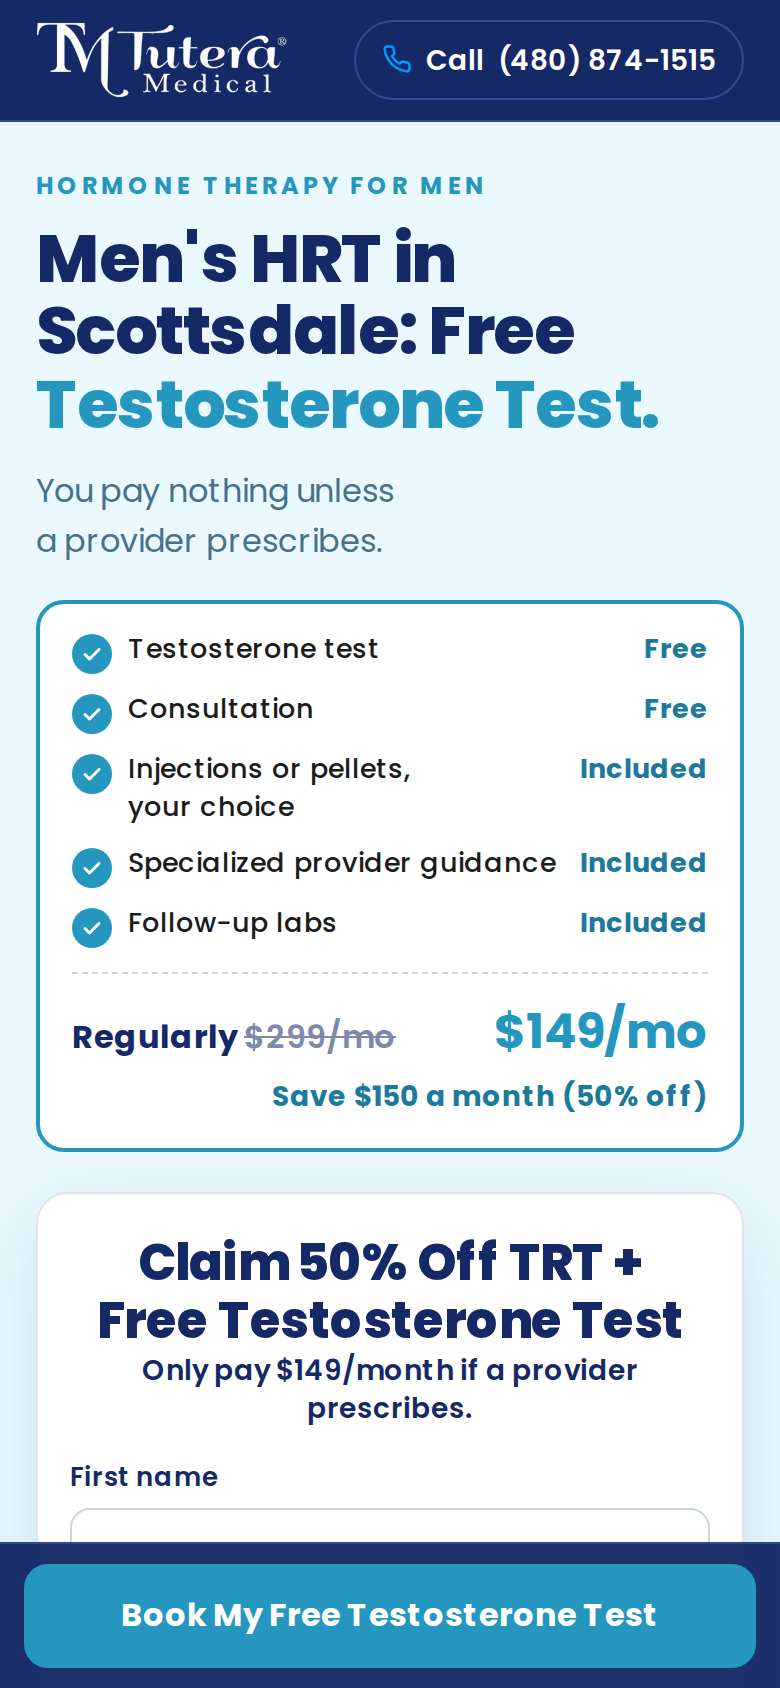 TM Tutera®
Medical
Call (480) 874-1515
HORMONE THERAPY FOR MEN
Men's HRT in
Scottsdale: Free
Testosterone Test.
You pay nothing unless
a provider prescribes.
Testosterone test Free
Consultation Free
Injections or pellets, Included
your choice
Specialized provider guidance Included
Follow-up labs Included
Regularly $299/mo $149/mo
Save $150 a month (50% off)
Claim 50% Off TRT +
Free Testosterone Test
Only pay $149/month if a provider
prescribes.
First name
Book My Free Testosterone Test